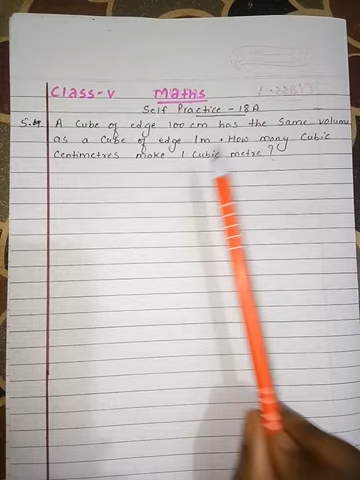 Class-V Maths
Self Practice - 18A
5. A Cube of edge 100 cm has the Same volume
as a Cube of edge 1m. How many Cubic
Centimetres make 1 Cubic metre?